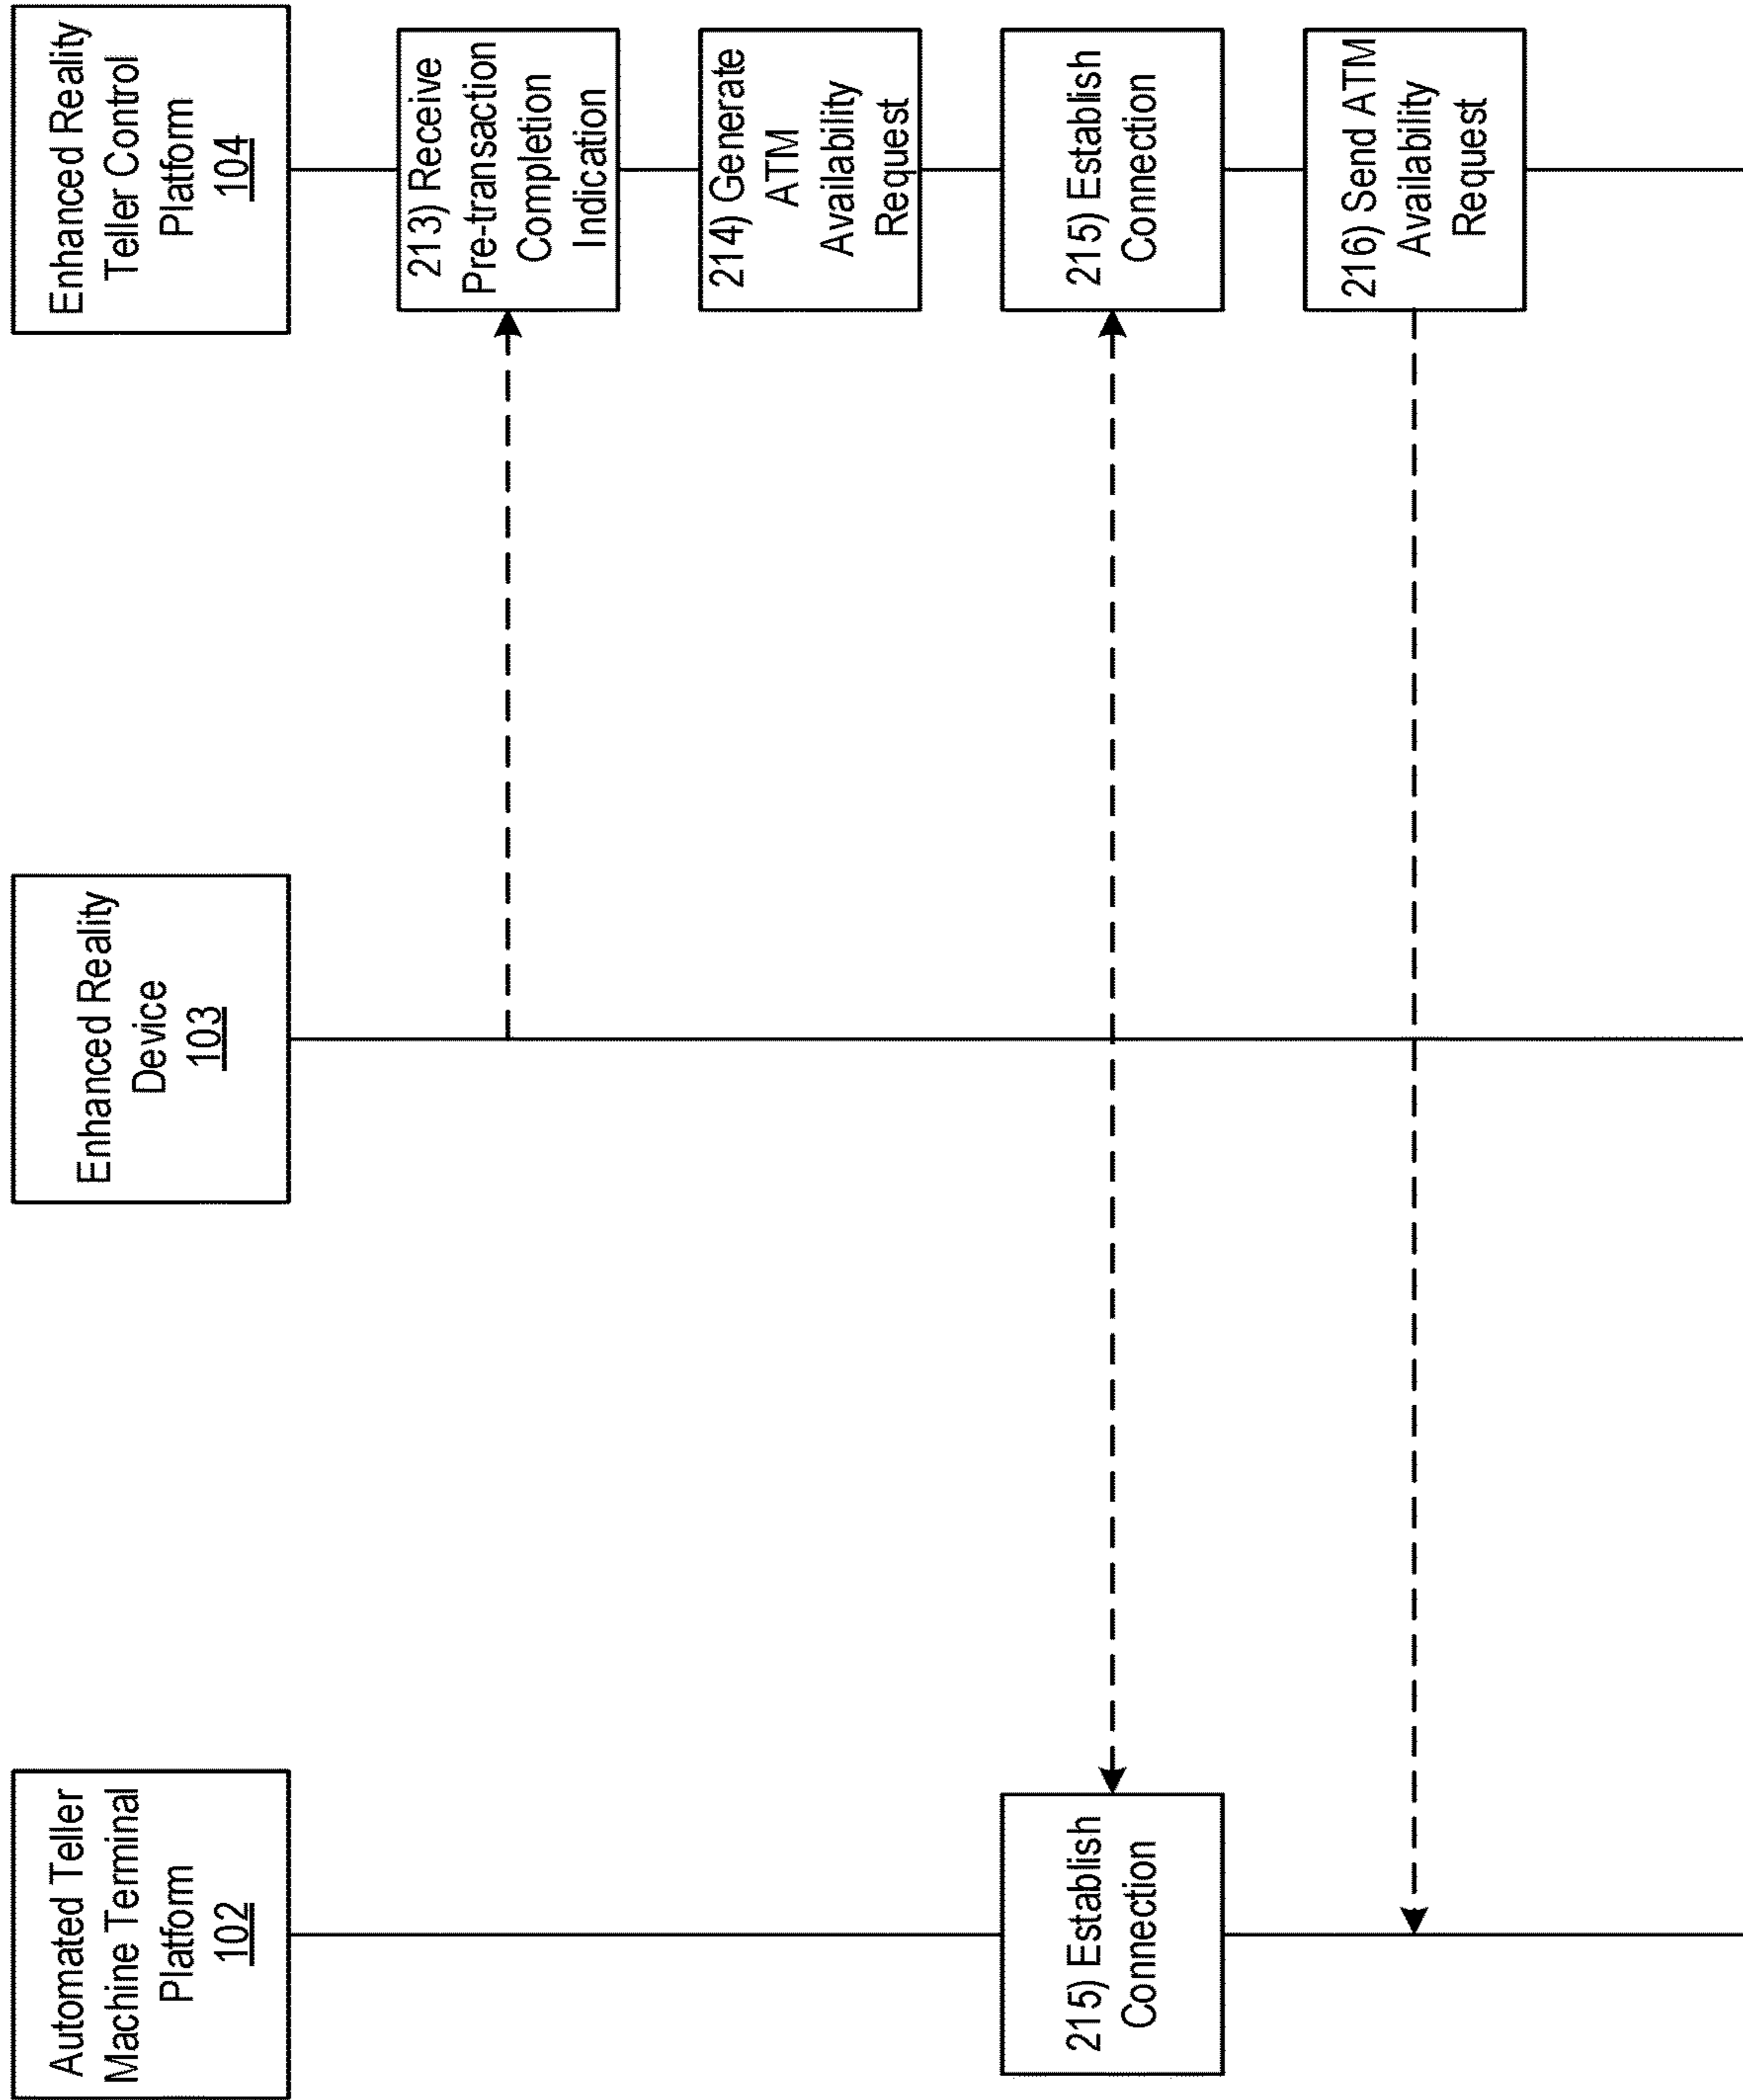 Automated Teller
Machine Terminal
Platform
102
Enhanced Reality
Device
103
Enhanced Reality
Teller Control
Platform
104
213) Receive
Pre-transaction
Completion
Indication
214) Generate
ATM
Availability
Request
215) Establish
Connection
215) Establish
Connection
216) Send ATM
Availability
Request